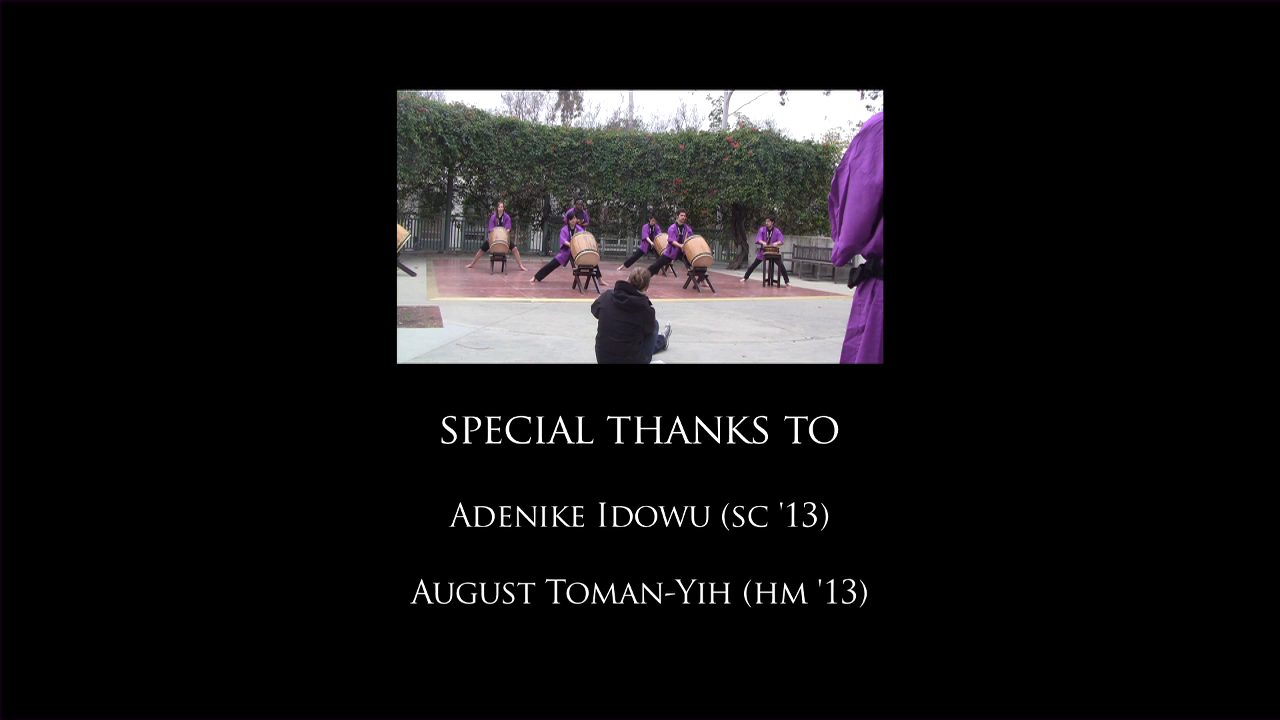 SPECIAL THANKS TO
ADENIKE IDOWU (SC '13)
AUGUST TOMAN-YIH (HM '13)